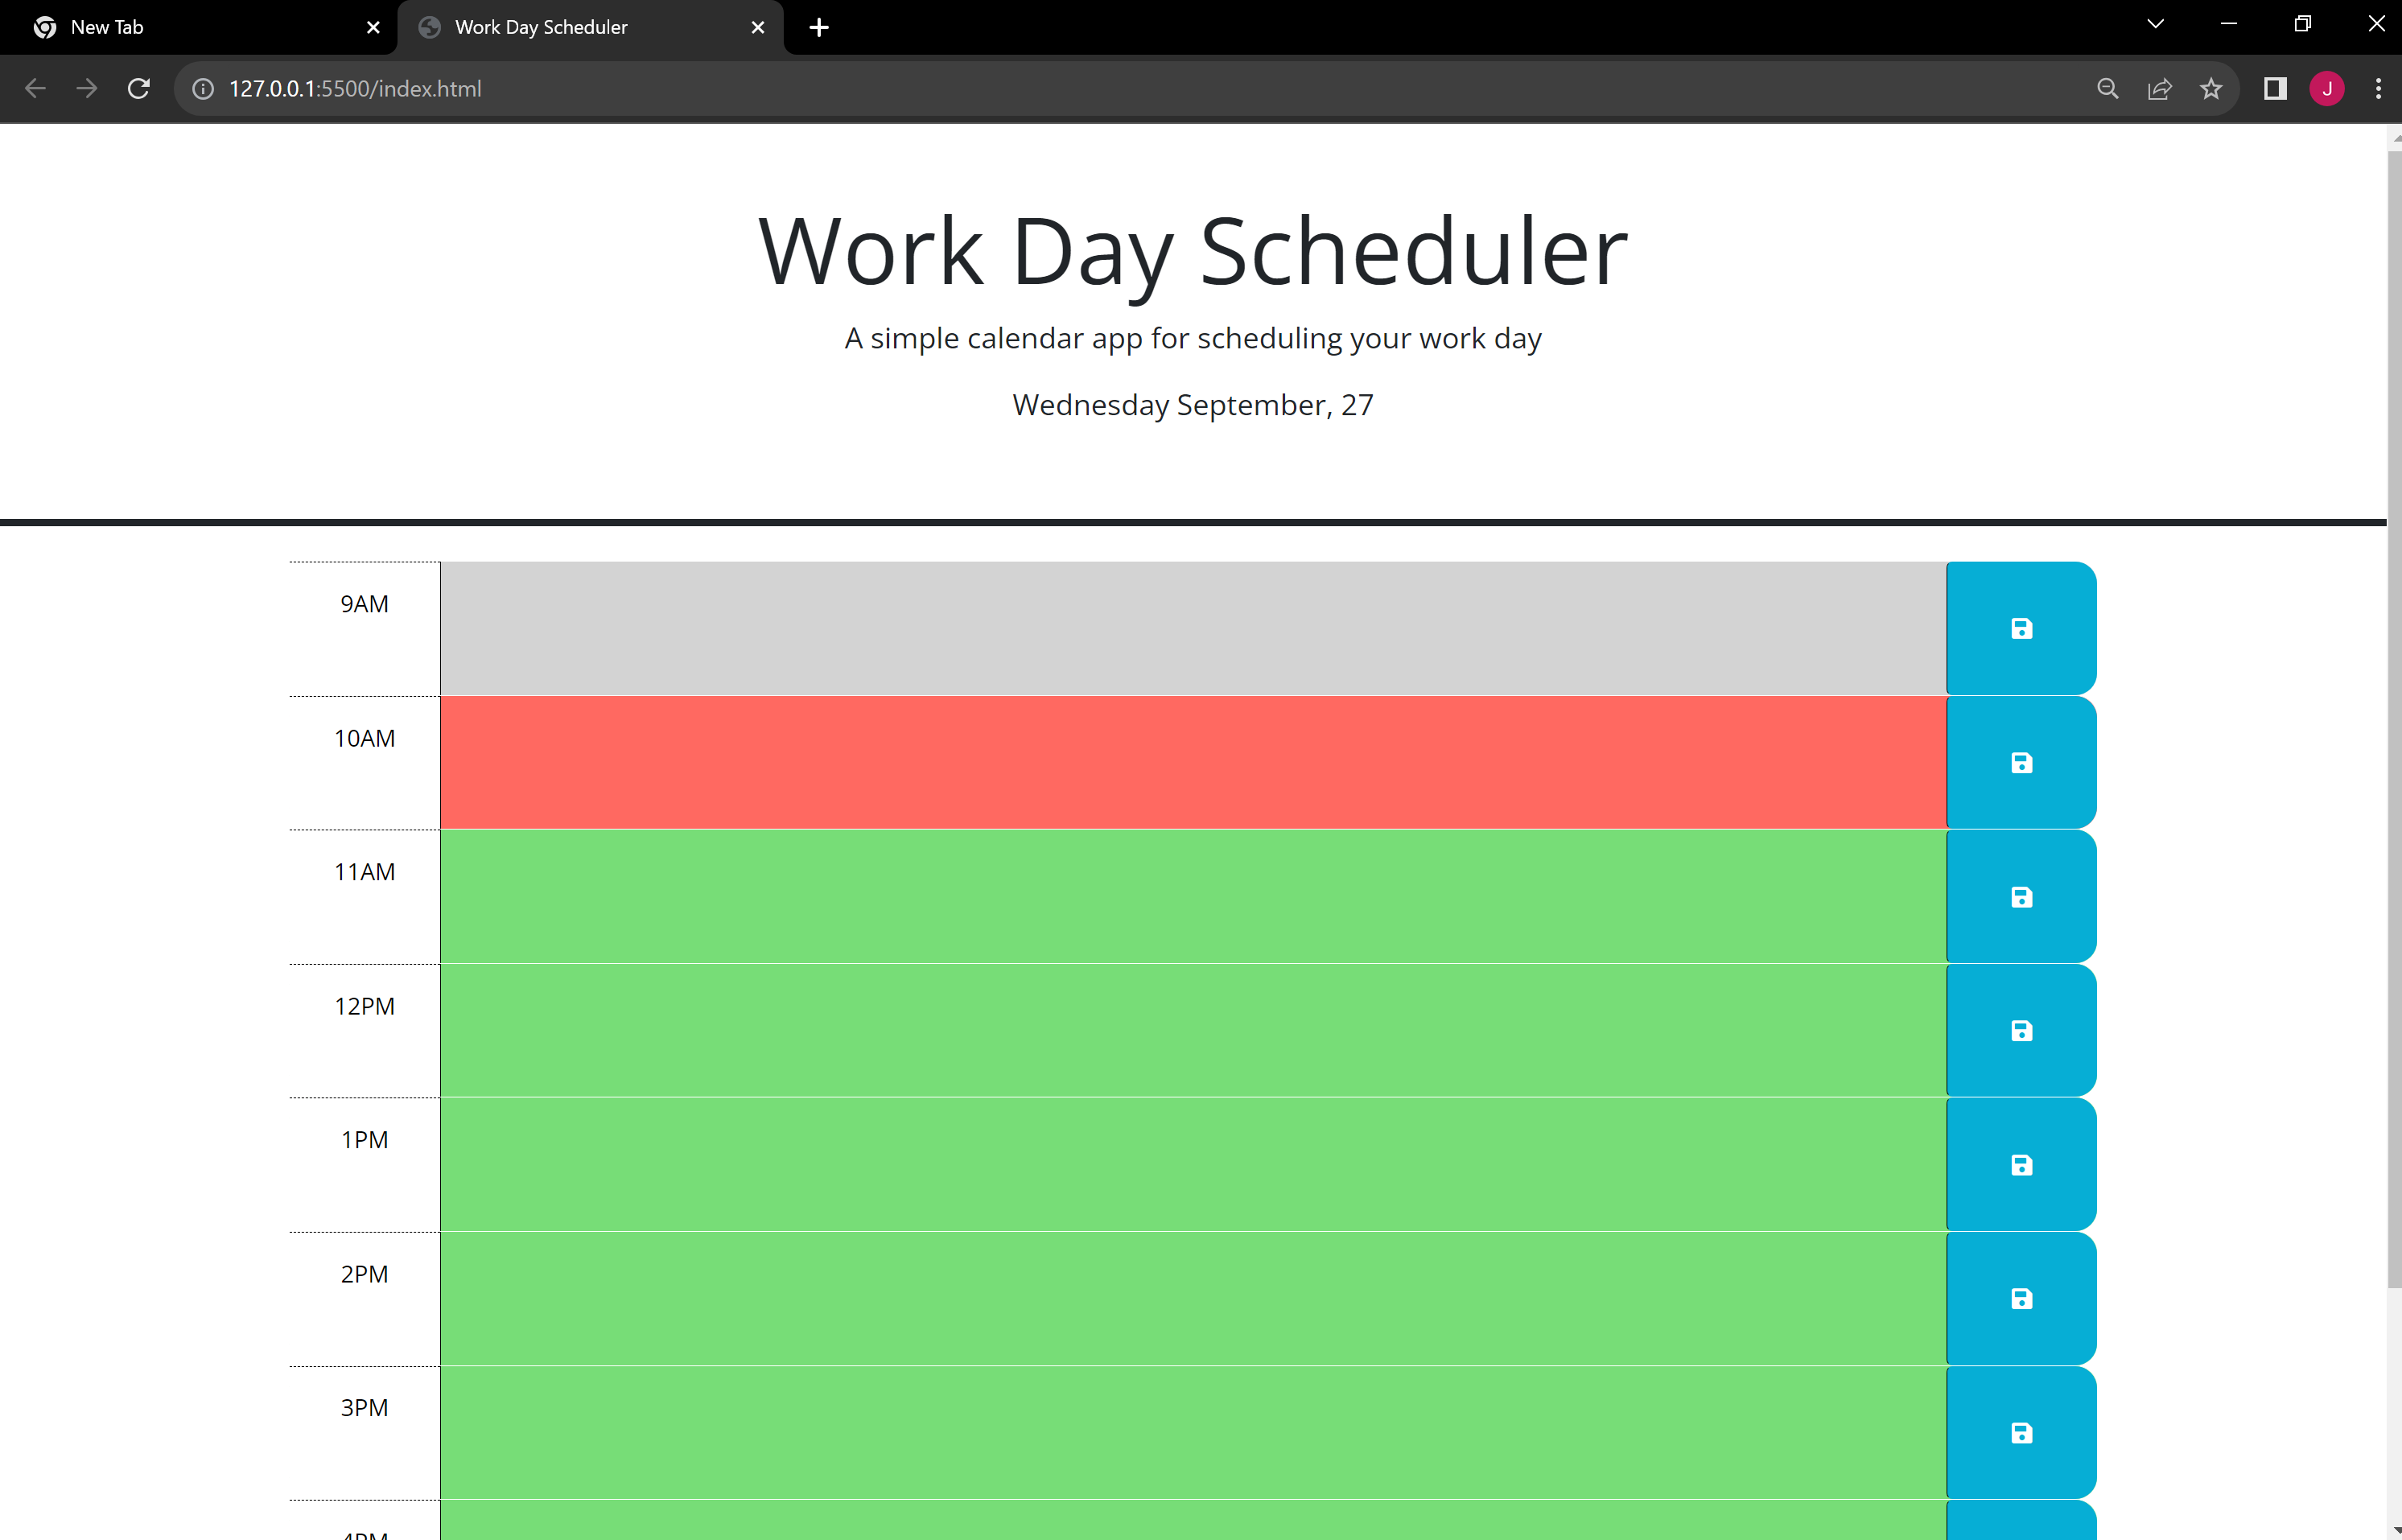 New Tab
Work Day Scheduler
127.0.0.1:5500/index.html
J
Work Day Scheduler
A simple calendar app for scheduling your work day
Wednesday September, 27
9AM
10AM
11AM
12PM
1PM
2PM
3PM
4PM